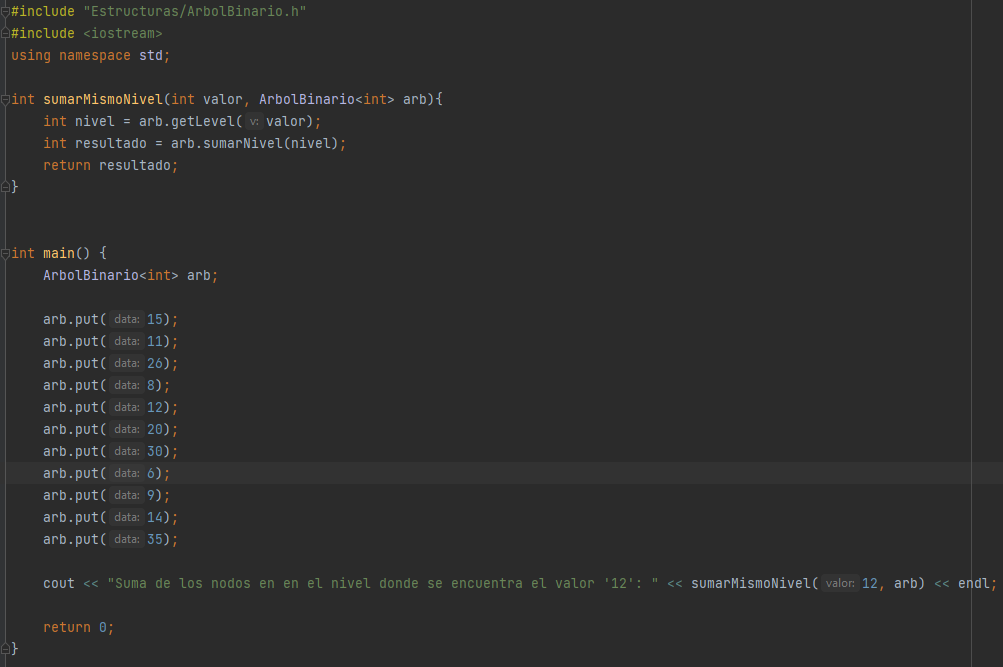 #include "Estructuras/ArbolBinario.h"
#include <iostream>
using namespace std;
int sumarMismoNivel(int valor, ArbolBinario<int> arb){
    int nivel = arb.getLevel( v: valor);
    int resultado = arb.sumarNivel(nivel);
    return resultado;
}
int main() {
    ArbolBinario<int> arb;
    arb.put( data: 15);
    arb.put( data: 11);
    arb.put( data: 26);
    arb.put( data: 8);
    arb.put( data: 12);
    arb.put( data: 20);
    arb.put( data: 30);
    arb.put( data: 6);
    arb.put( data: 9);
    arb.put( data: 14);
    arb.put( data: 35);
    cout << "Suma de los nodos en en el nivel donde se encuentra el valor '12': " << sumarMismoNivel( valor: 12, arb) << endl;
    return 0;
}